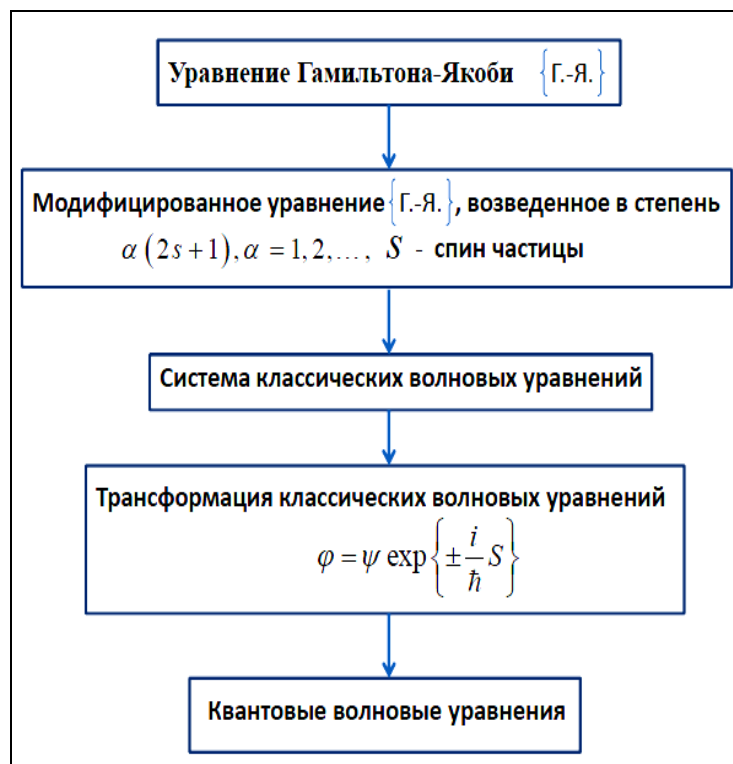 Уравнение Гамильтона-Якоби {Г.-Я.}
Модифицированное уравнение {Г.-Я.}, возведенное в степень
α(2s+1), α = 1, 2, ..., S - спин частицы
Система классических волновых уравнений
Трансформация классических волновых уравнений
φ = ψ exp{± i/ħ S}
Квантовые волновые уравнения